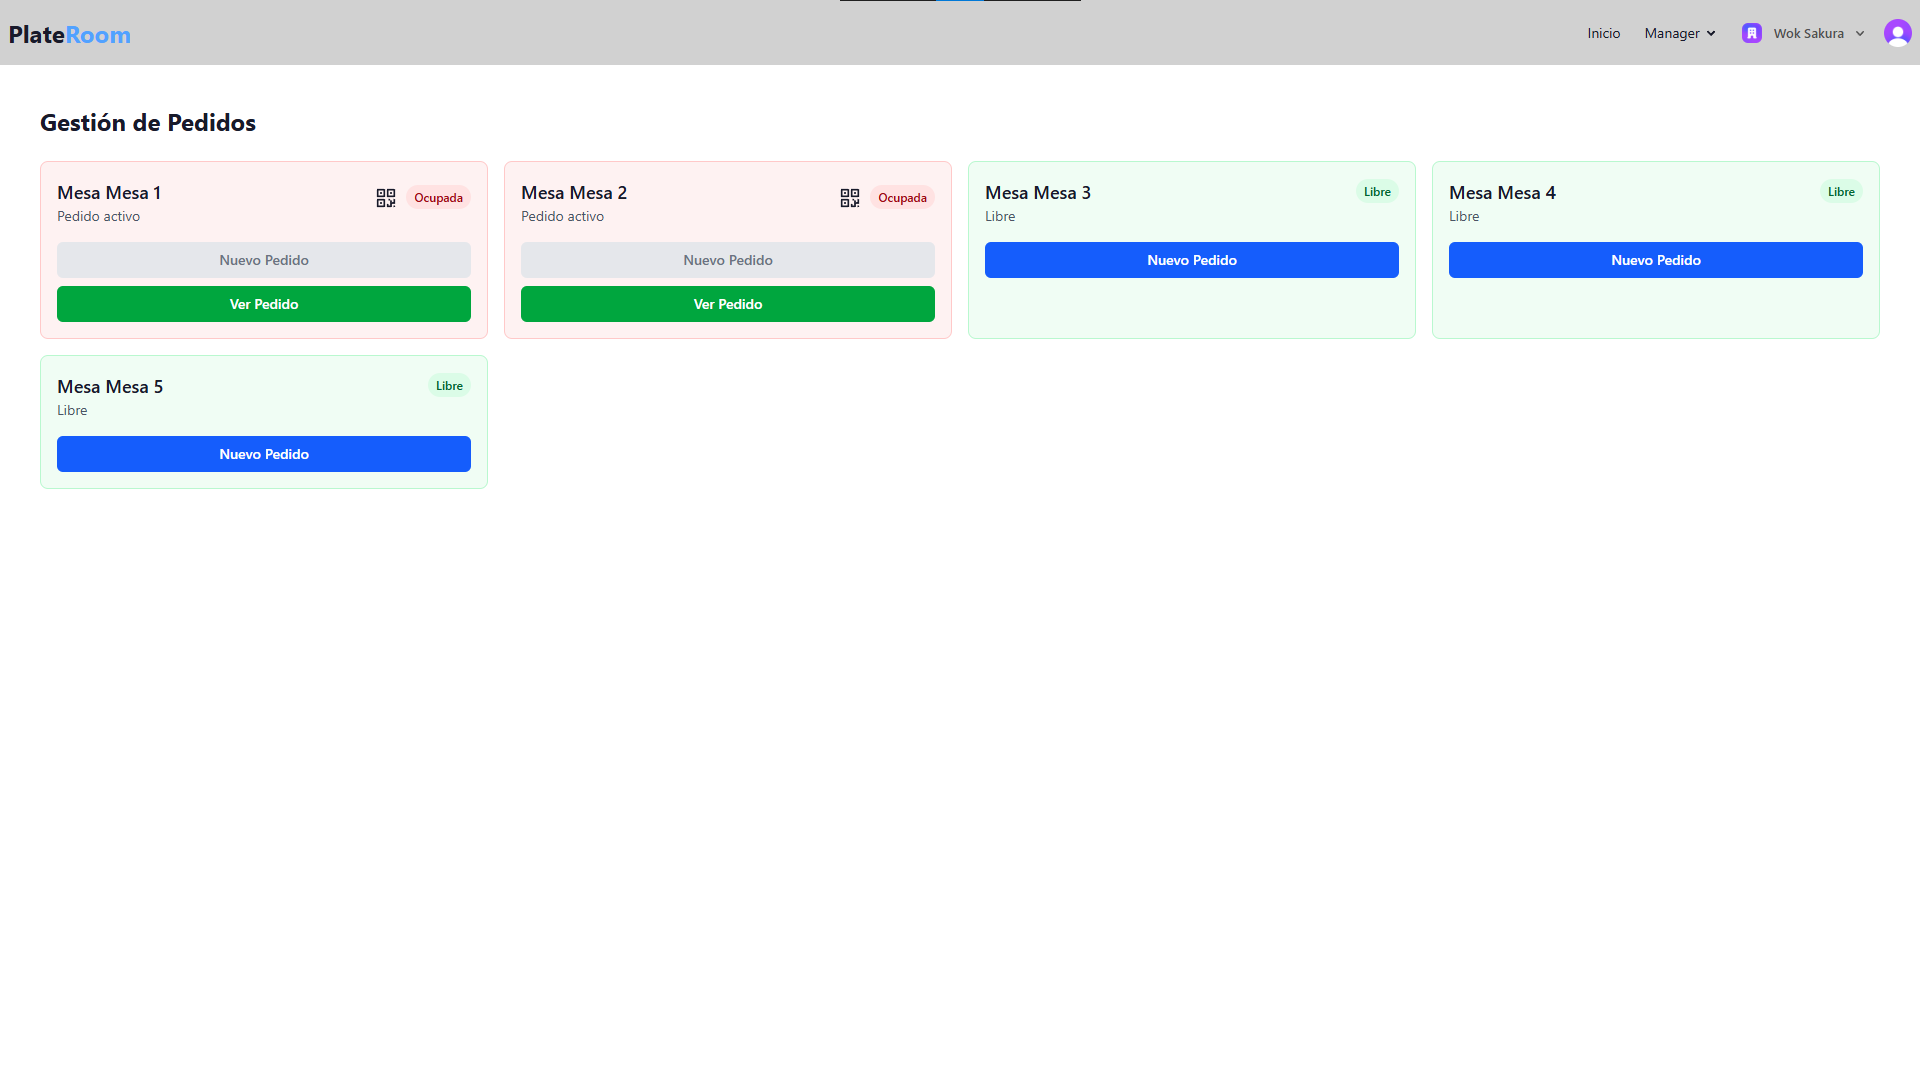 PlateRoom
Inicio
Manager
Wok Sakura
Gestión de Pedidos
Mesa Mesa 1
Ocupada
Pedido activo
Nuevo Pedido
Ver Pedido
Mesa Mesa 2
Ocupada
Pedido activo
Nuevo Pedido
Ver Pedido
Mesa Mesa 3
Libre
Libre
Nuevo Pedido
Mesa Mesa 4
Libre
Libre
Nuevo Pedido
Mesa Mesa 5
Libre
Libre
Nuevo Pedido